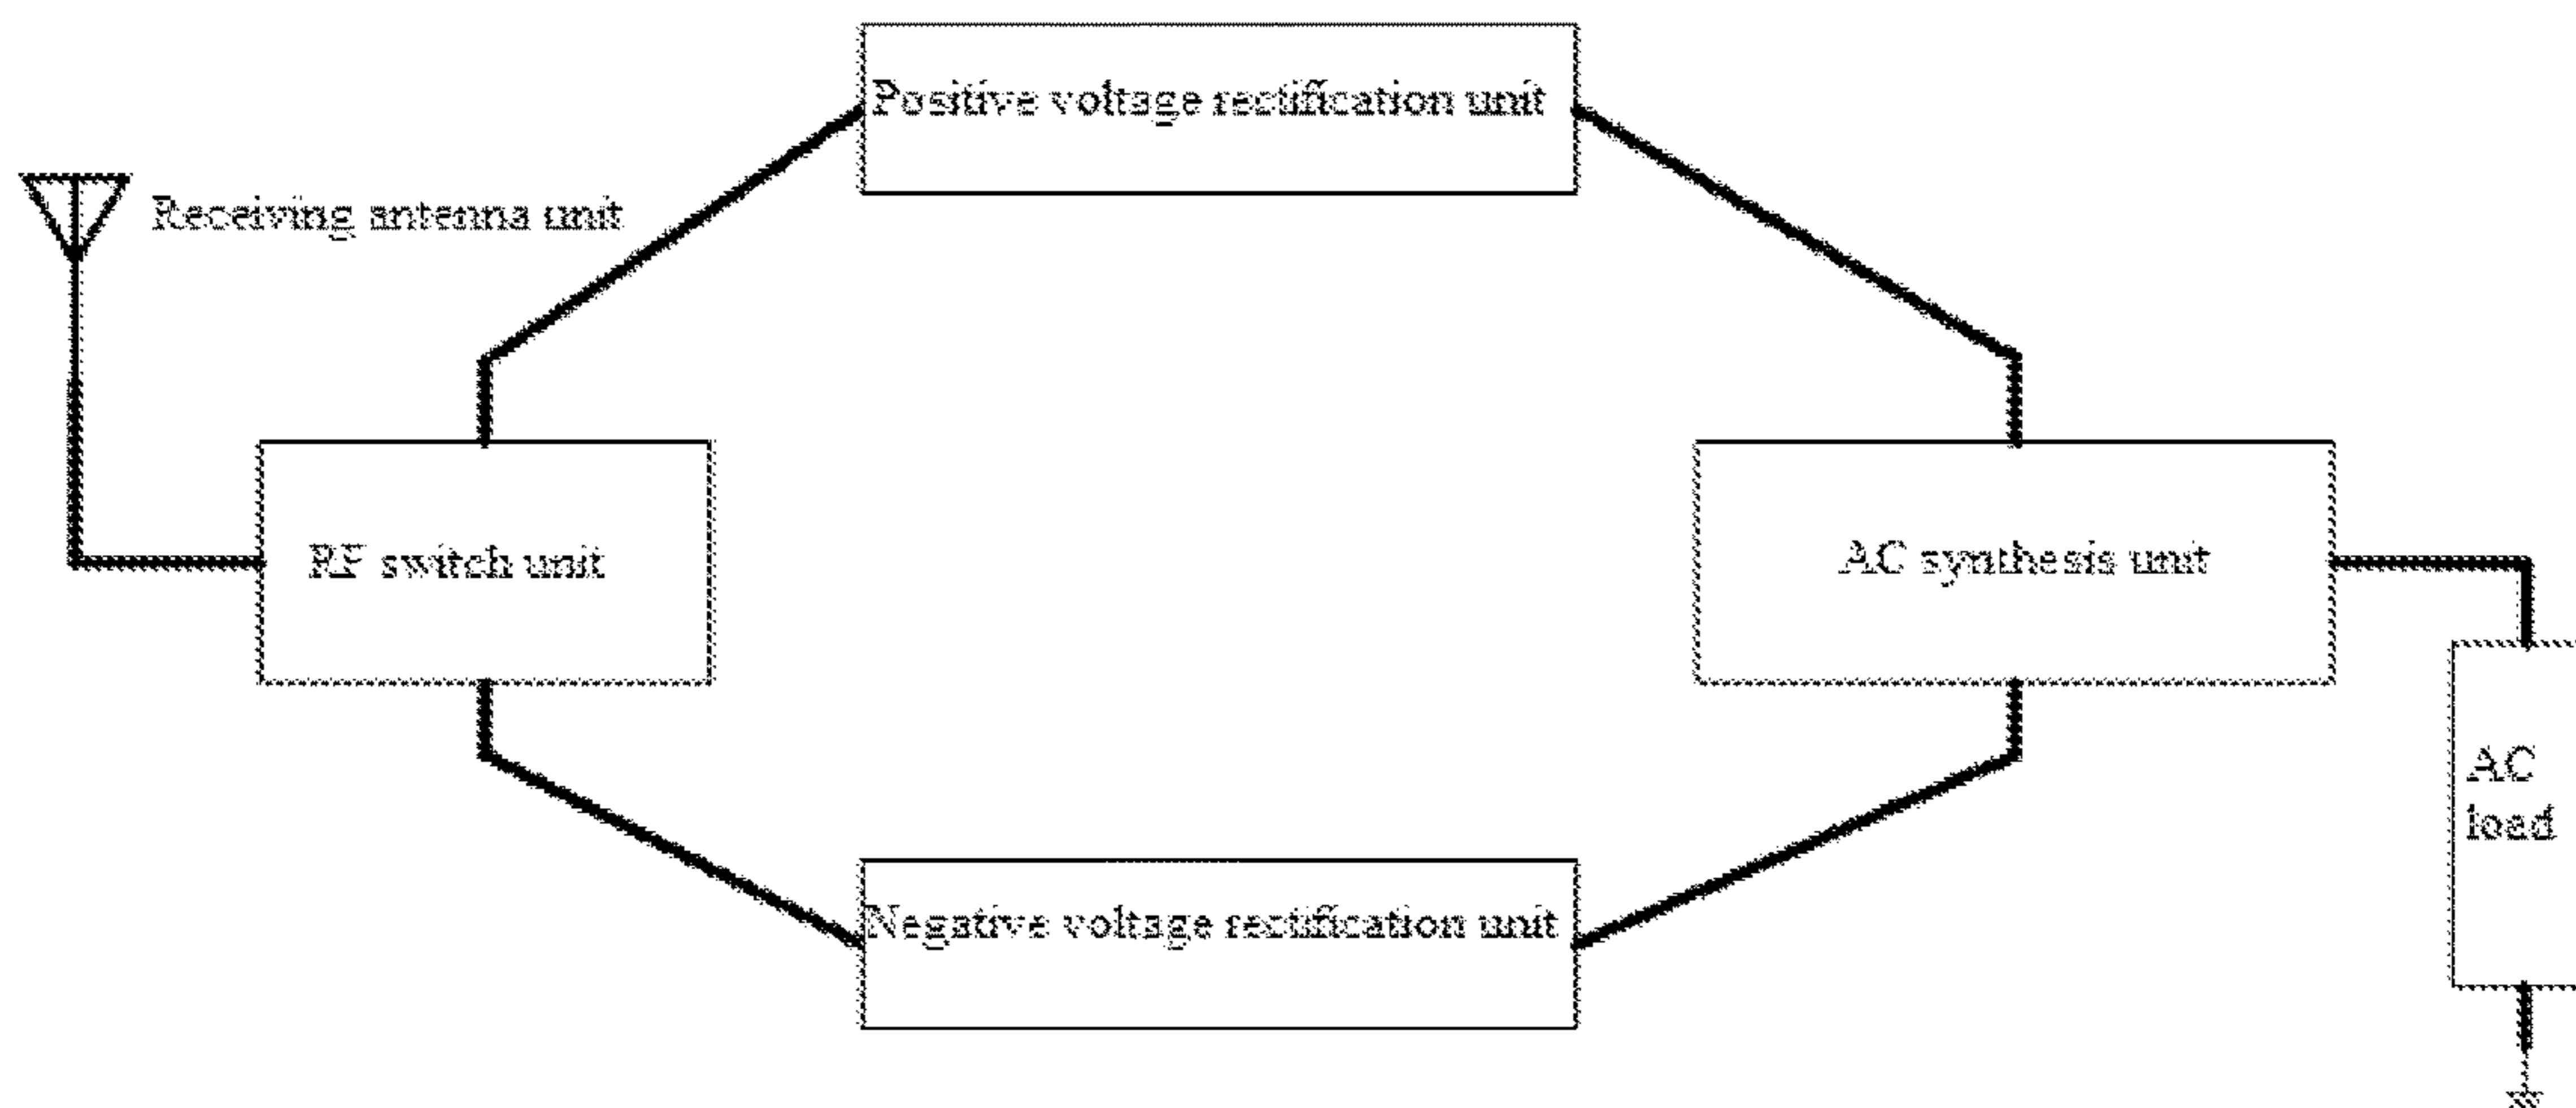 Positive voltage rectification unit
Receiving antenna unit
RF switch unit
AC synthesis unit
AC
load
Negative voltage rectification unit